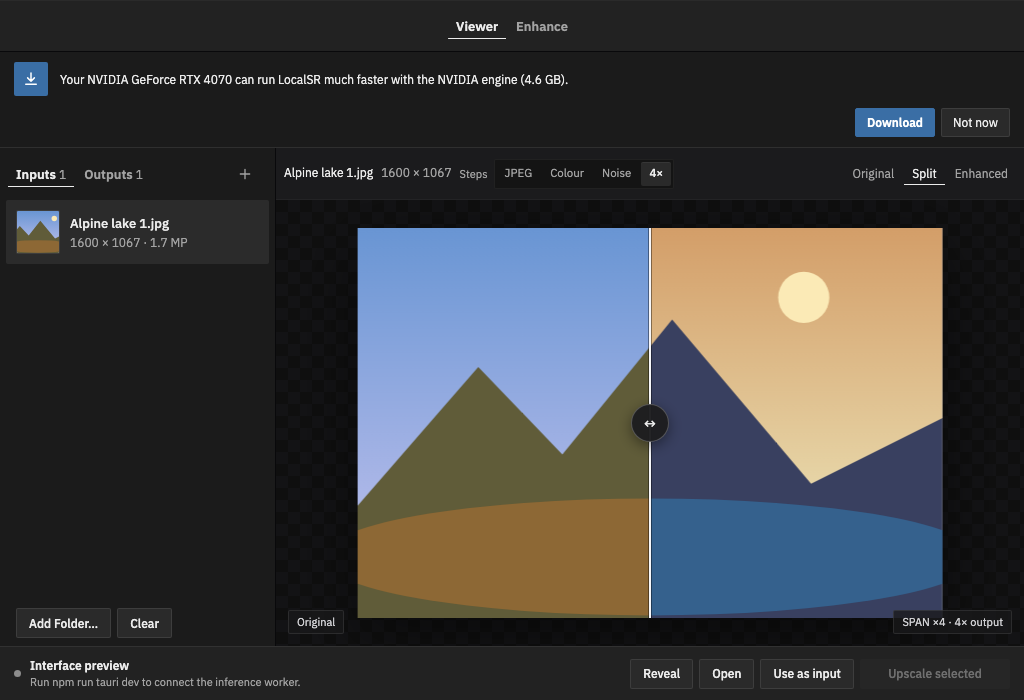 Viewer Enhance
Your NVIDIA GeForce RTX 4070 can run LocalSR much faster with the NVIDIA engine (4.6 GB).
Download Not now
Inputs 1 Outputs 1 +
Alpine lake 1.jpg 1600 × 1067 Steps JPEG Colour Noise 4× Original Split Enhanced
Alpine lake 1.jpg
1600 × 1067 · 1.7 MP
Add Folder... Clear
Original SPAN ×4 · 4× output
Interface preview
Run npm run tauri dev to connect the inference worker.
Reveal Open Use as input Upscale selected